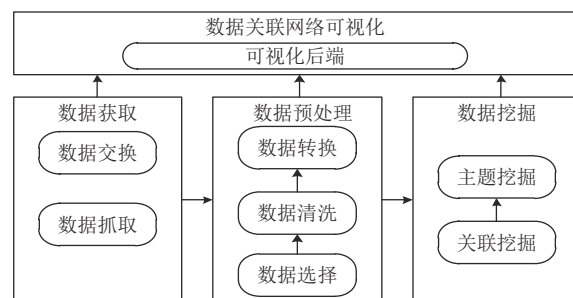 数据关联网络可视化
可视化后端
数据获取
数据交换
数据抓取
数据预处理
数据转换
数据清洗
数据选择
数据挖掘
主题挖掘
关联挖掘